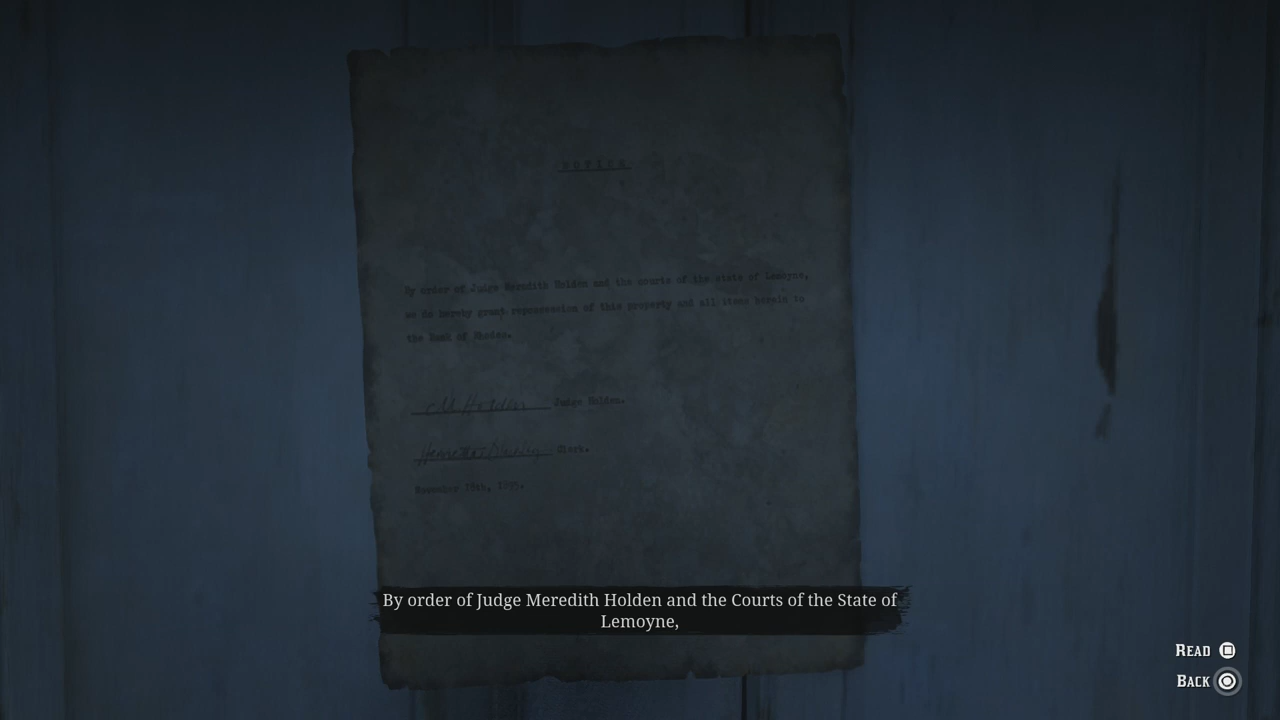 NOTICE
By order of Judge Meredith Holden and the courts of the state of Lemoyne,
we do hereby grant repossession of this property and all items herein to
the Bank of Rhodes.
M Holden Judge Holden.
Clerk.
November
By order of Judge Meredith Holden and the Courts of the State of
Lemoyne,
READ
BACK